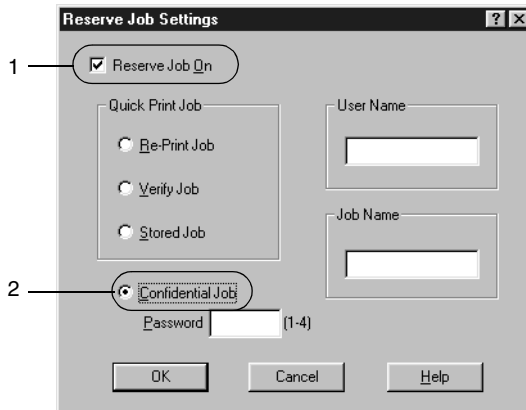 Reserve Job Settings
1
Reserve Job On
Quick Print Job
Re-Print Job
Verify Job
Stored Job
User Name
Job Name
2
Confidential Job
Password (1-4)
OK
Cancel
Help